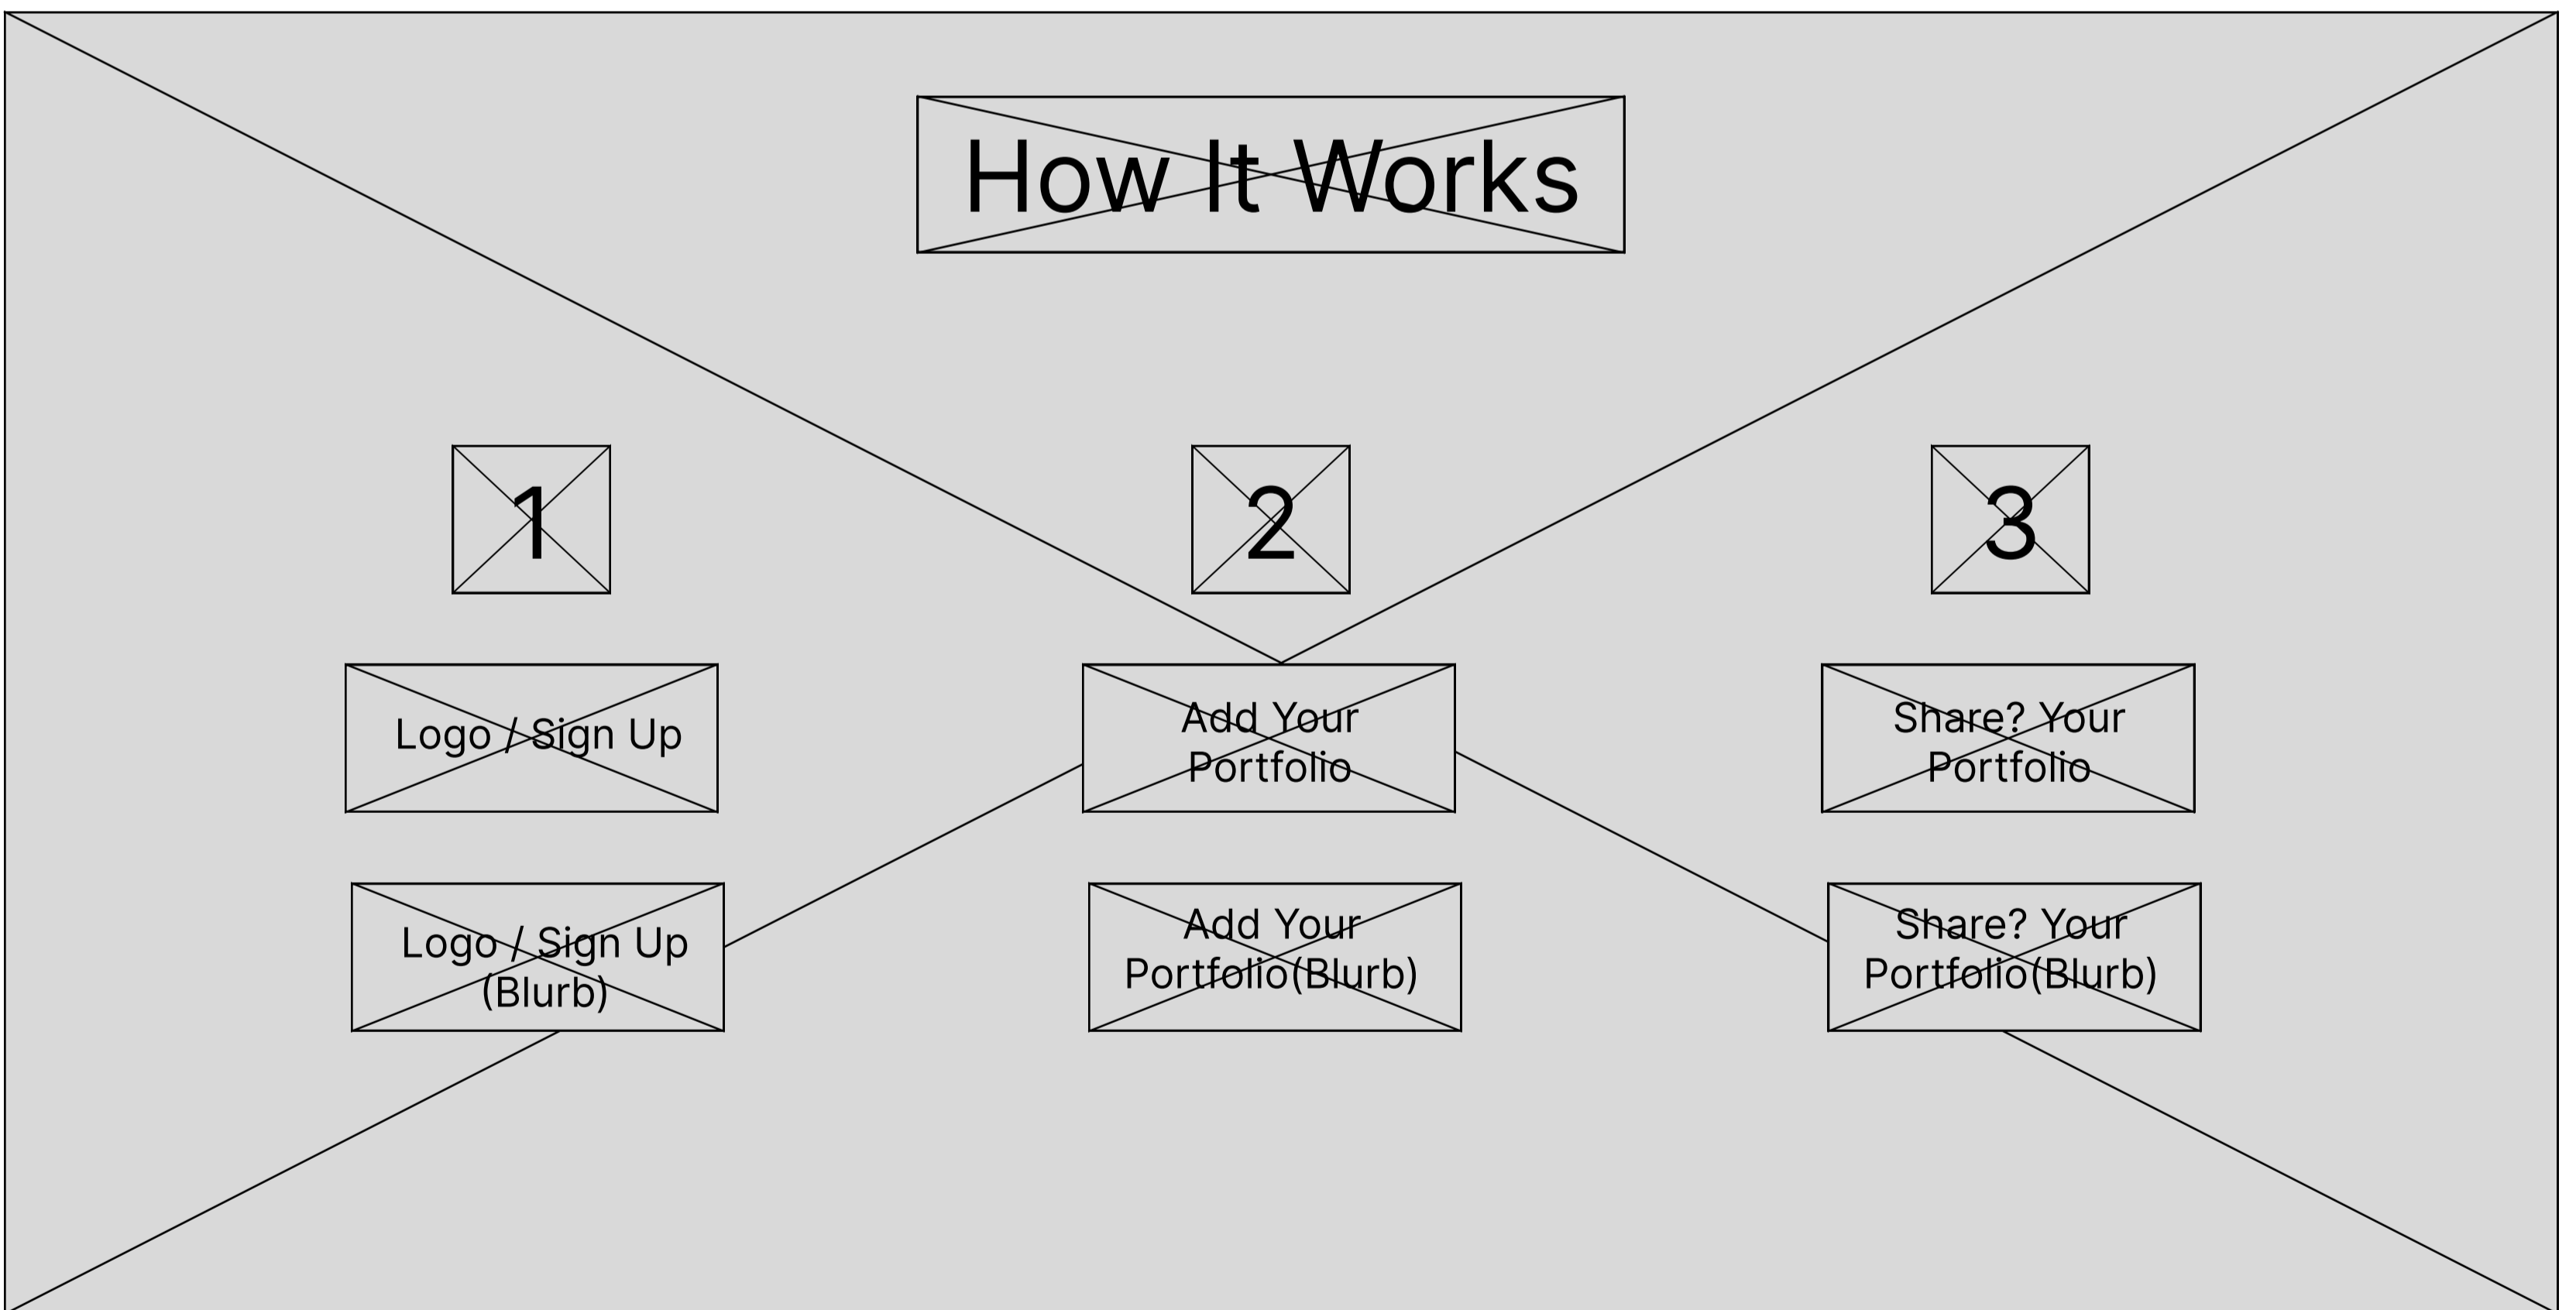 How It Works
1
2
3
Logo / Sign Up
Add Your
Portfolio
Share? Your
Portfolio
Logo / Sign Up
(Blurb)
Add Your
Portfolio(Blurb)
Share? Your
Portfolio(Blurb)